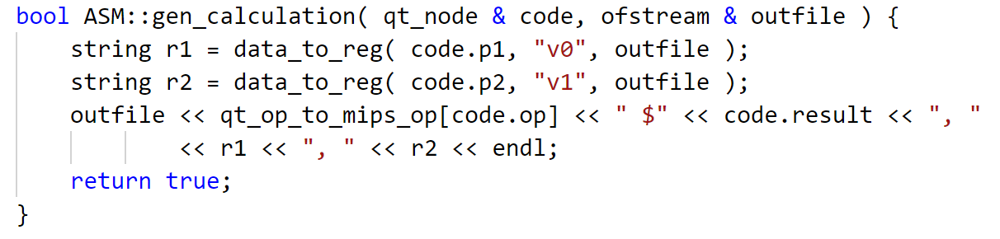 bool ASM::gen_calculation( qt_node & code, ofstream & outfile ) {
    string r1 = data_to_reg( code.p1, "v0", outfile );
    string r2 = data_to_reg( code.p2, "v1", outfile );
    outfile << qt_op_to_mips_op[code.op] << " $" << code.result << ", "
            << r1 << ", " << r2 << endl;
    return true;
}